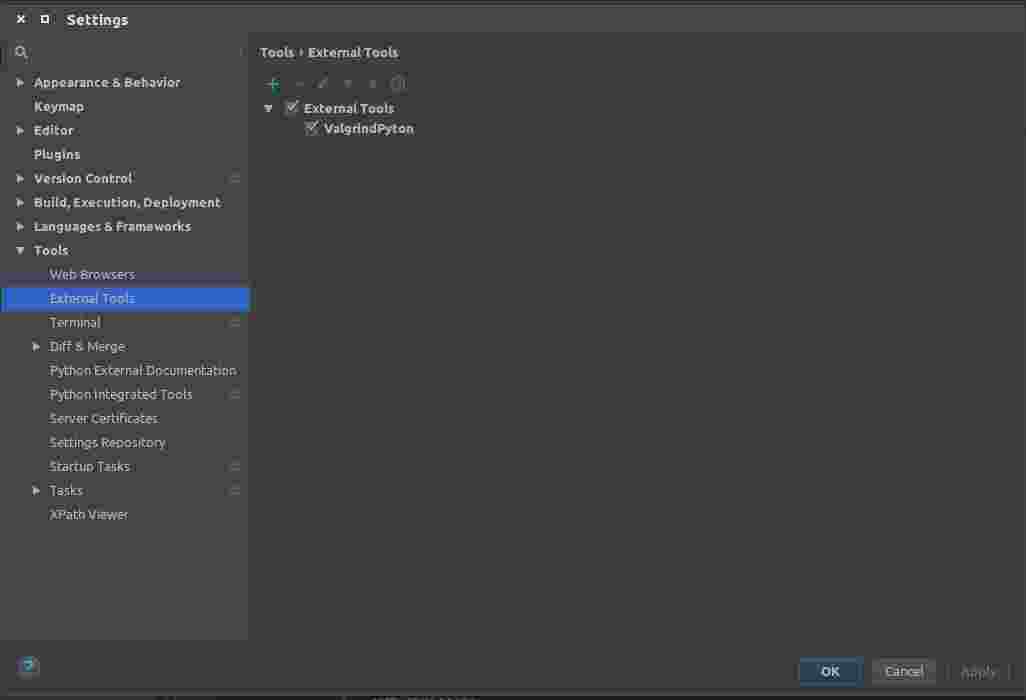 Settings
Tools › External Tools
Appearance & Behavior
Keymap
Editor
Plugins
Version Control
Build, Execution, Deployment
Languages & Frameworks
Tools
Web Browsers
External Tools
Terminal
Diff & Merge
Python External Documentation
Python Integrated Tools
Server Certificates
Settings Repository
Startup Tasks
Tasks
XPath Viewer
External Tools
ValgrindPyton
?
OK
Cancel
Apply